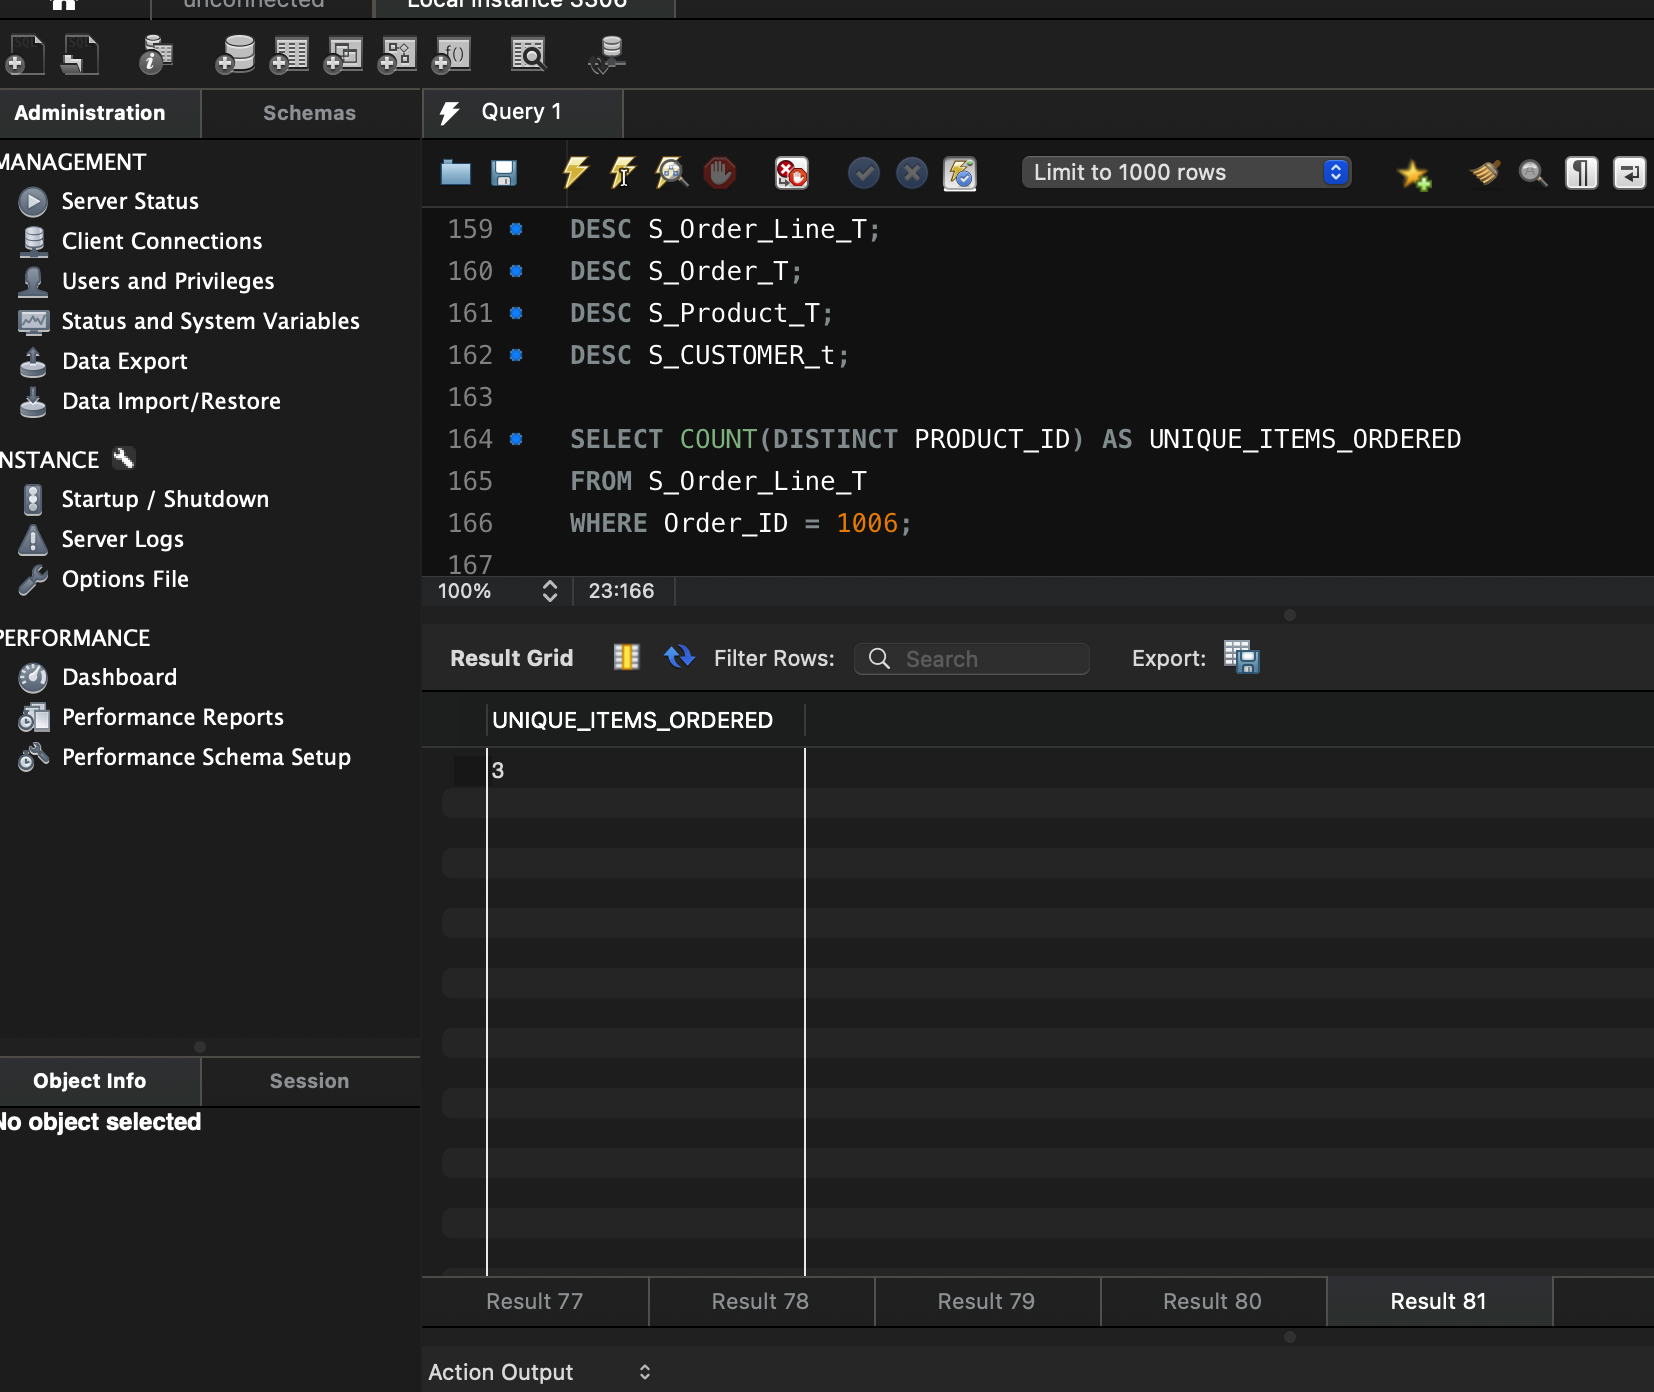 unconnected
Local instance 3306
Administration
Schemas
Query 1
MANAGEMENT
Server Status
Client Connections
Users and Privileges
Status and System Variables
Data Export
Data Import/Restore
INSTANCE
Startup / Shutdown
Server Logs
Options File
PERFORMANCE
Dashboard
Performance Reports
Performance Schema Setup
Object Info
Session
No object selected
Limit to 1000 rows
159 DESC S_Order_Line_T;
160 DESC S_Order_T;
161 DESC S_Product_T;
162 DESC S_CUSTOMER_t;
163
164 SELECT COUNT(DISTINCT PRODUCT_ID) AS UNIQUE_ITEMS_ORDERED
165 FROM S_Order_Line_T
166 WHERE Order_ID = 1006;
167
100% 23:166
Result Grid Filter Rows: Search Export:
UNIQUE_ITEMS_ORDERED
3
Result 77 Result 78 Result 79 Result 80 Result 81
Action Output